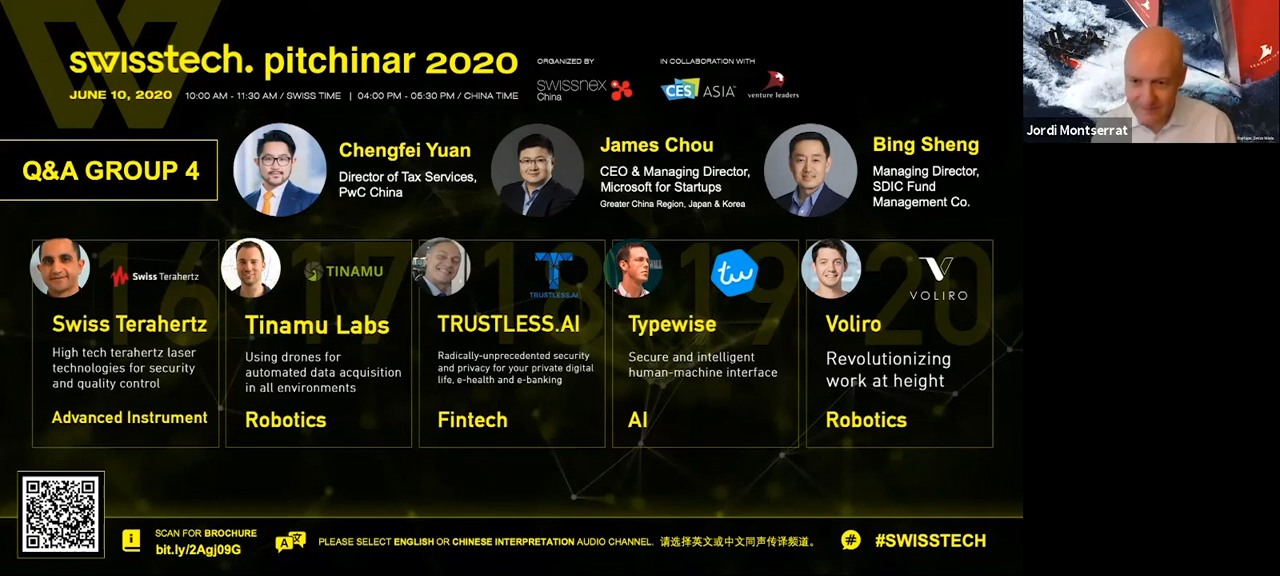 swisstech. pitchinar 2020
JUNE 10, 2020 10:00 AM - 11:30 AM / SWISS TIME | 04:00 PM - 05:30 PM / CHINA TIME
ORGANIZED BY
swissnex
China
IN COLLABORATION WITH
CES ASIA™
venture leaders
Jordi Montserrat
Q&A GROUP 4
Chengfei Yuan
Director of Tax Services,
PwC China
James Chou
CEO & Managing Director,
Microsoft for Startups
Greater China Region, Japan & Korea
Bing Sheng
Managing Director,
SDIC Fund
Management Co.
16
Swiss Terahertz
Swiss Terahertz
High tech terahertz laser
technologies for security
and quality control
Advanced Instrument
17
TINAMU
Tinamu Labs
Using drones for
automated data acquisition
in all environments
Robotics
18
TRUSTLESS.AI
TRUSTLESS.AI
Radically-unprecedented security
and privacy for your private digital
life, e-health and e-banking
Fintech
19
tw
Typewise
Secure and intelligent
human-machine interface
AI
20
VOLIRO
Voliro
Revolutionizing
work at height
Robotics
SCAN FOR BROCHURE
bit.ly/2Agj09G
PLEASE SELECT ENGLISH OR CHINESE INTERPRETATION AUDIO CHANNEL. 请选择英文或中文同声传译频道。
#SWISSTECH